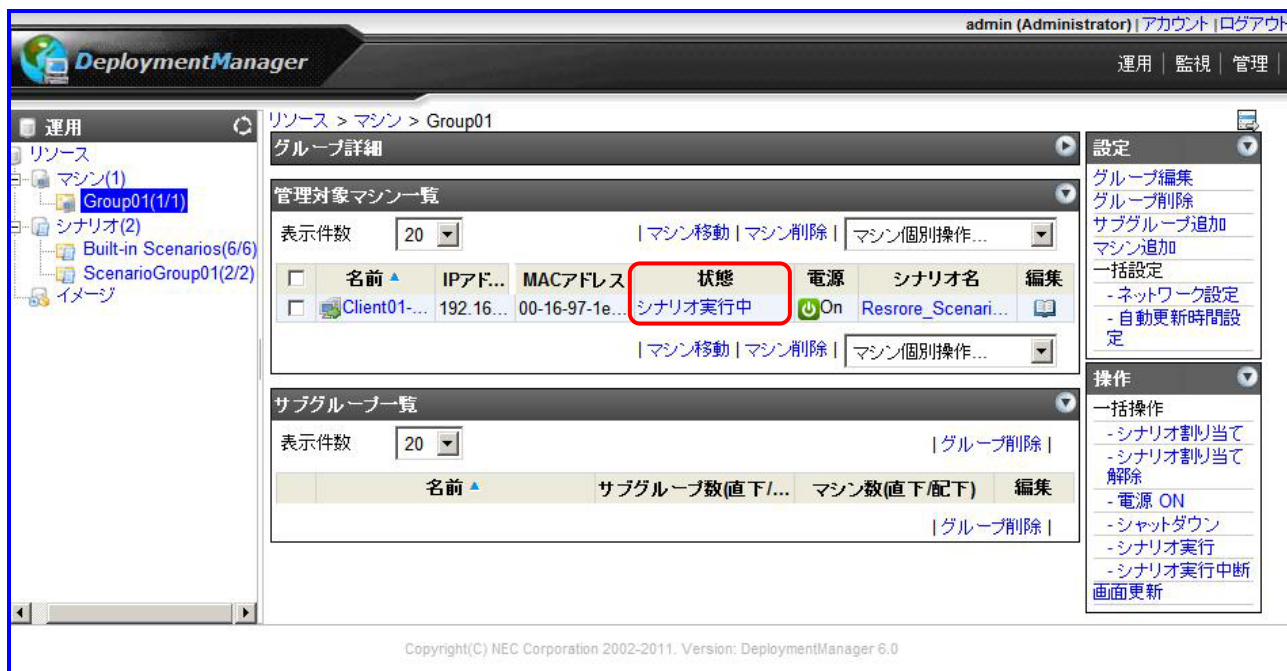 admin (Administrator) | アカウント | ログアウト
DeploymentManager
運用 | 監視 | 管理 |
運用
リソース
マシン(1)
Group01(1/1)
シナリオ(2)
Built-in Scenarios(6/6)
ScenarioGroup01(2/2)
イメージ
リソース > マシン > Group01
グループ詳細
管理対象マシン一覧
表示件数 20 | マシン移動 | マシン削除 | マシン個別操作...
名前 IPアド... MACアドレス 状態 電源 シナリオ名 編集
Client01-... 192.16... 00-16-97-1e... シナリオ実行中 On Resrore_Scenari...
| マシン移動 | マシン削除 | マシン個別操作...
サブグループ一覧
表示件数 20 | グループ削除 |
名前 サブグループ数(直下/... マシン数(直下/配下) 編集
| グループ削除 |
設定
グループ編集
グループ削除
サブグループ追加
マシン追加
一括設定
- ネットワーク設定
- 自動更新時間設
定
操作
一括操作
- シナリオ割り当て
- シナリオ割り当て
解除
- 電源 ON
- シャットダウン
- シナリオ実行
- シナリオ実行中断
画面更新
Copyright(C) NEC Corporation 2002-2011. Version: DeploymentManager 6.0